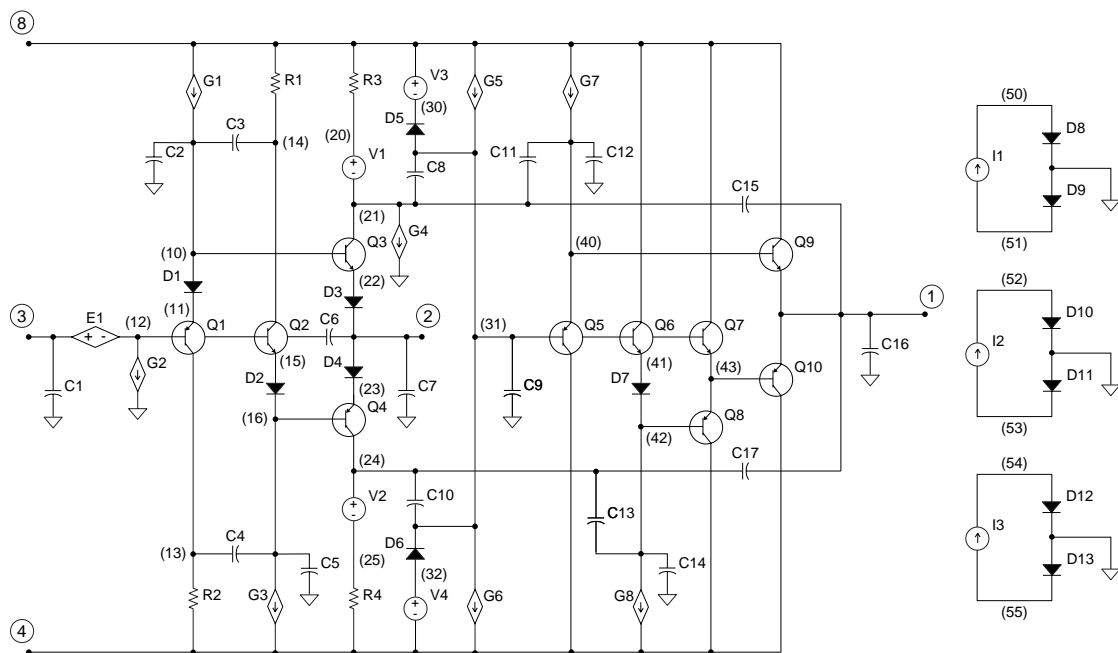 8
G1
R1
R3
V3
G5
G7
(30)
(50)
D5
D8
C3
(20)
C2
(14)
V1
C8
C11
C12
I1
C15
D9
(21)
Q3
G4
(10)
(40)
Q9
(51)
D1
(22)
(52)
3
E1
(12)
(11)
Q1
Q2
C6
D3
2
(31)
Q5
Q6
Q7
1
D10
G2
(15)
D4
(41)
(43)
I2
D11
C1
D2
(23)
C7
C9
D7
Q10
C16
(16)
Q4
(42)
Q8
(53)
(24)
C17
(54)
V2
C10
C13
D12
C4
(13)
C5
(25)
D6
(32)
C14
I3
D13
R2
G3
R4
V4
G6
G8
(55)
4